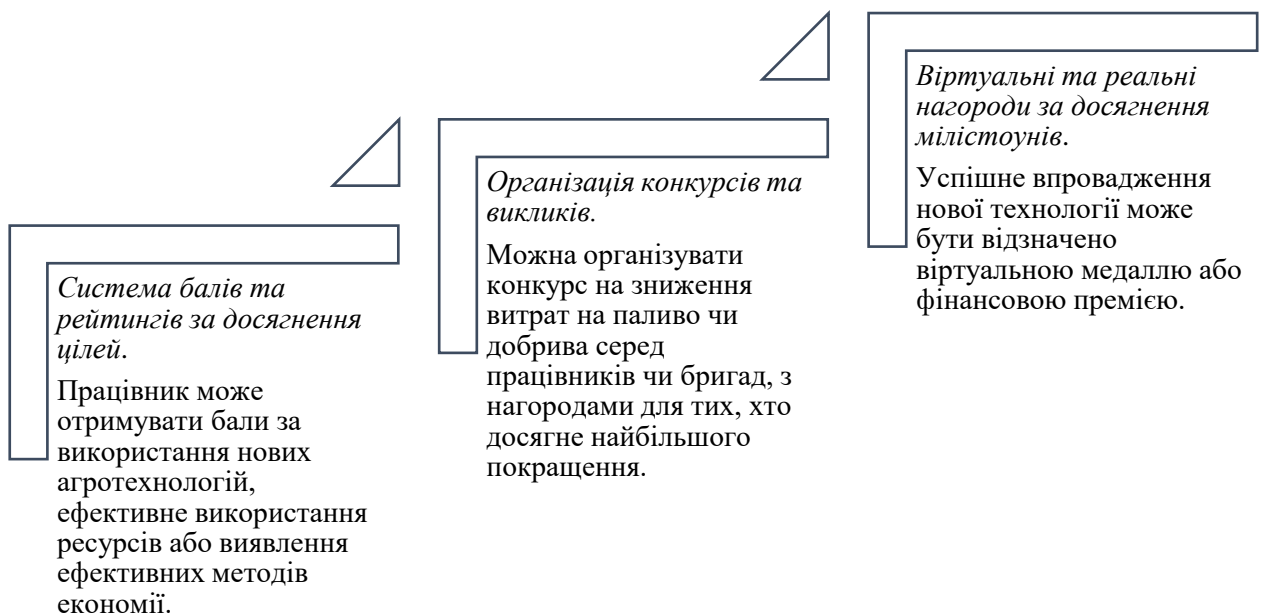 Система балів та
рейтингів за досягнення
цілей.
Працівник може
отримувати бали за
використання нових
агротехнологій,
ефективне використання
ресурсів або виявлення
ефективних методів
економії.
Організація конкурсів та
викликів.
Можна організувати
конкурс на зниження
витрат на паливо чи
добрива серед
працівників чи бригад, з
нагородами для тих, хто
досягне найбільшого
покращення.
Віртуальні та реальні
нагороди за досягнення
мілістоунів.
Успішне впровадження
нової технології може
бути відзначено
віртуальною медаллю або
фінансовою премією.